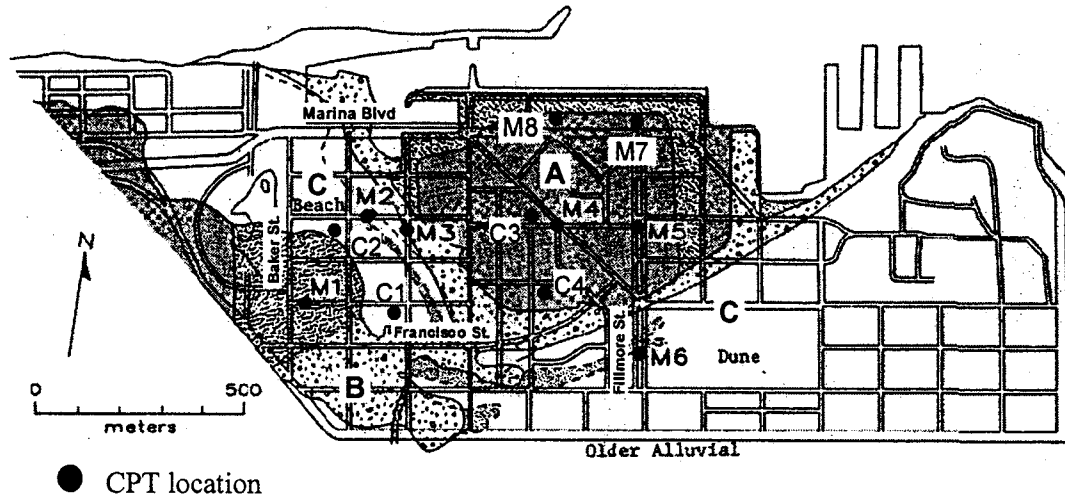 Marina Blvd
M8
M7
A
C
Beach
M2
M4
M3
C3
M5
C2
Baker St.
N
M1
C1
C4
C
Francisco St.
Fillmore St.
M6
Dune
B
0
500
meters
Older Alluvial
CPT location